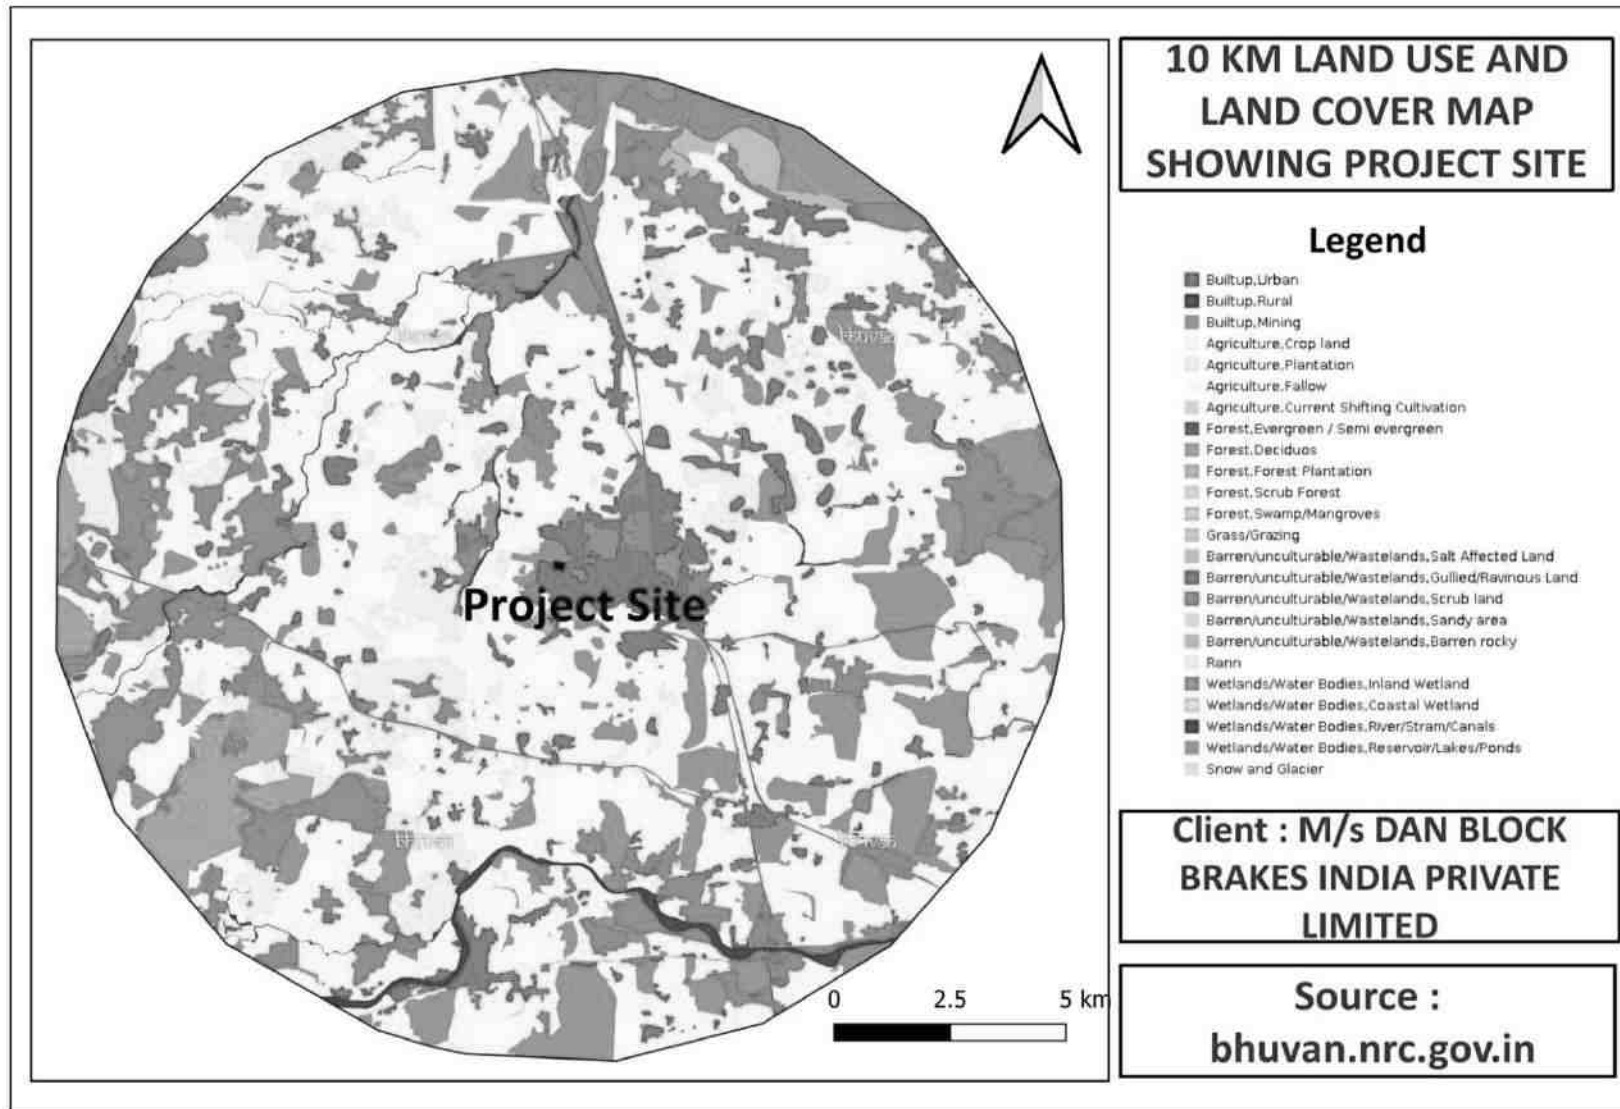 10 KM LAND USE AND
LAND COVER MAP
SHOWING PROJECT SITE
Legend
Builtup,Urban
Builtup,Rural
Builtup,Mining
Agriculture,Crop land
Agriculture,Plantation
Agriculture,Fallow
Agriculture,Current Shifting Cultivation
Forest,Evergreen / Semi evergreen
Forest,Deciduos
Forest,Forest Plantation
Forest,Scrub Forest
Forest,Swamp/Mangroves
Grass/Grazing
Barren/unculturable/Wastelands,Salt Affected Land
Barren/unculturable/Wastelands,Gullied/Ravinous Land
Barren/unculturable/Wastelands,Scrub land
Barren/unculturable/Wastelands,Sandy area
Barren/unculturable/Wastelands,Barren rocky
Rann
Wetlands/Water Bodies,Inland Wetland
Wetlands/Water Bodies,Coastal Wetland
Wetlands/Water Bodies,River/Stram/Canals
Wetlands/Water Bodies,Reservoir/Lakes/Ponds
Snow and Glacier
Project Site
0 2.5 5 km
Client : M/s DAN BLOCK
BRAKES INDIA PRIVATE
LIMITED
Source :
bhuvan.nrc.gov.in